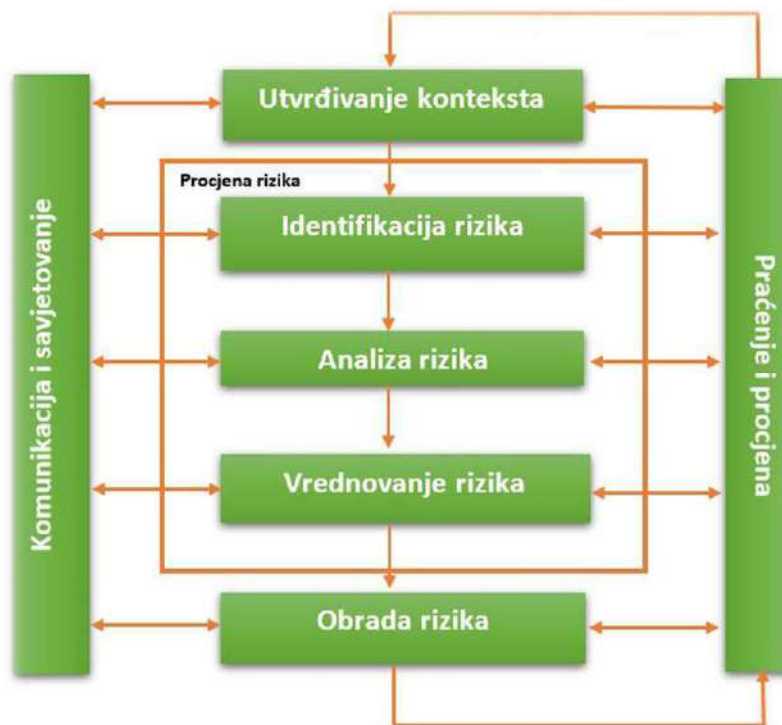 Utvrđivanje konteksta
Procjena rizika
Identifikacija rizika
Analiza rizika
Vrednovanje rizika
Obrada rizika
Komunikacija i savjetovanje
Praćenje i procjena